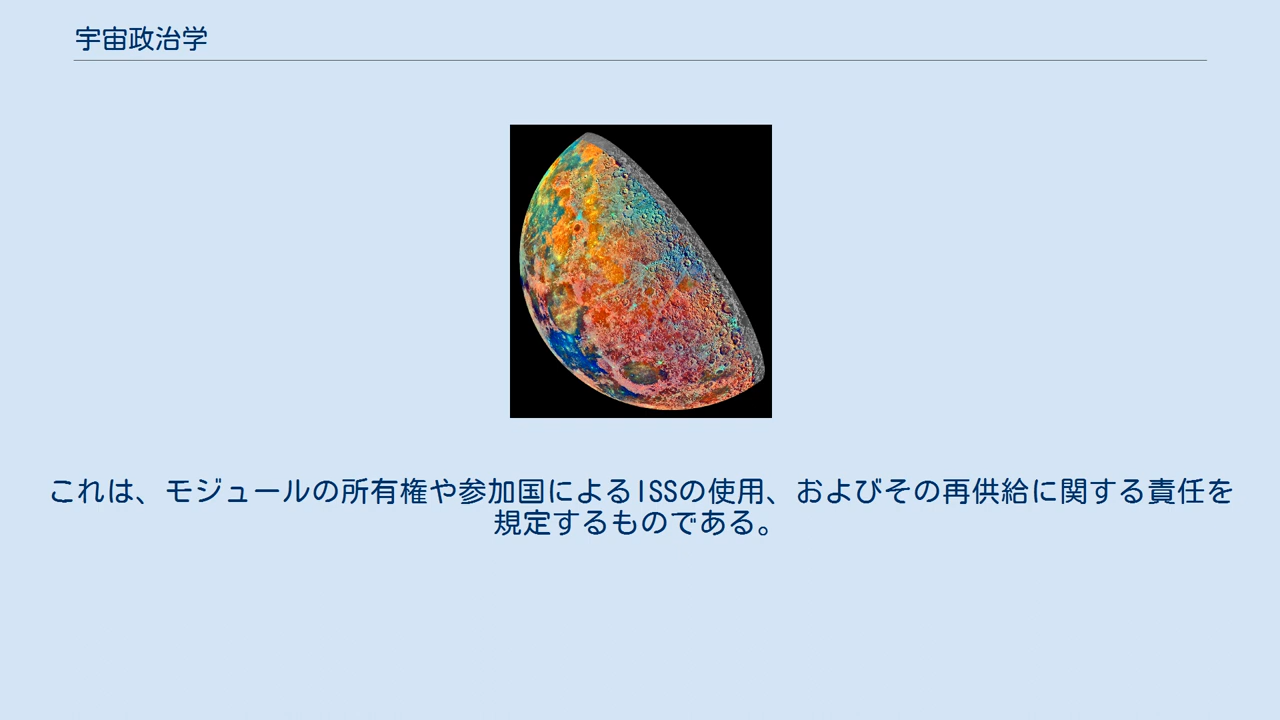 宇宙政治学
これは、モジュールの所有権や参加国によるISSの使用、およびその再供給に関する責任を
規定するものである。